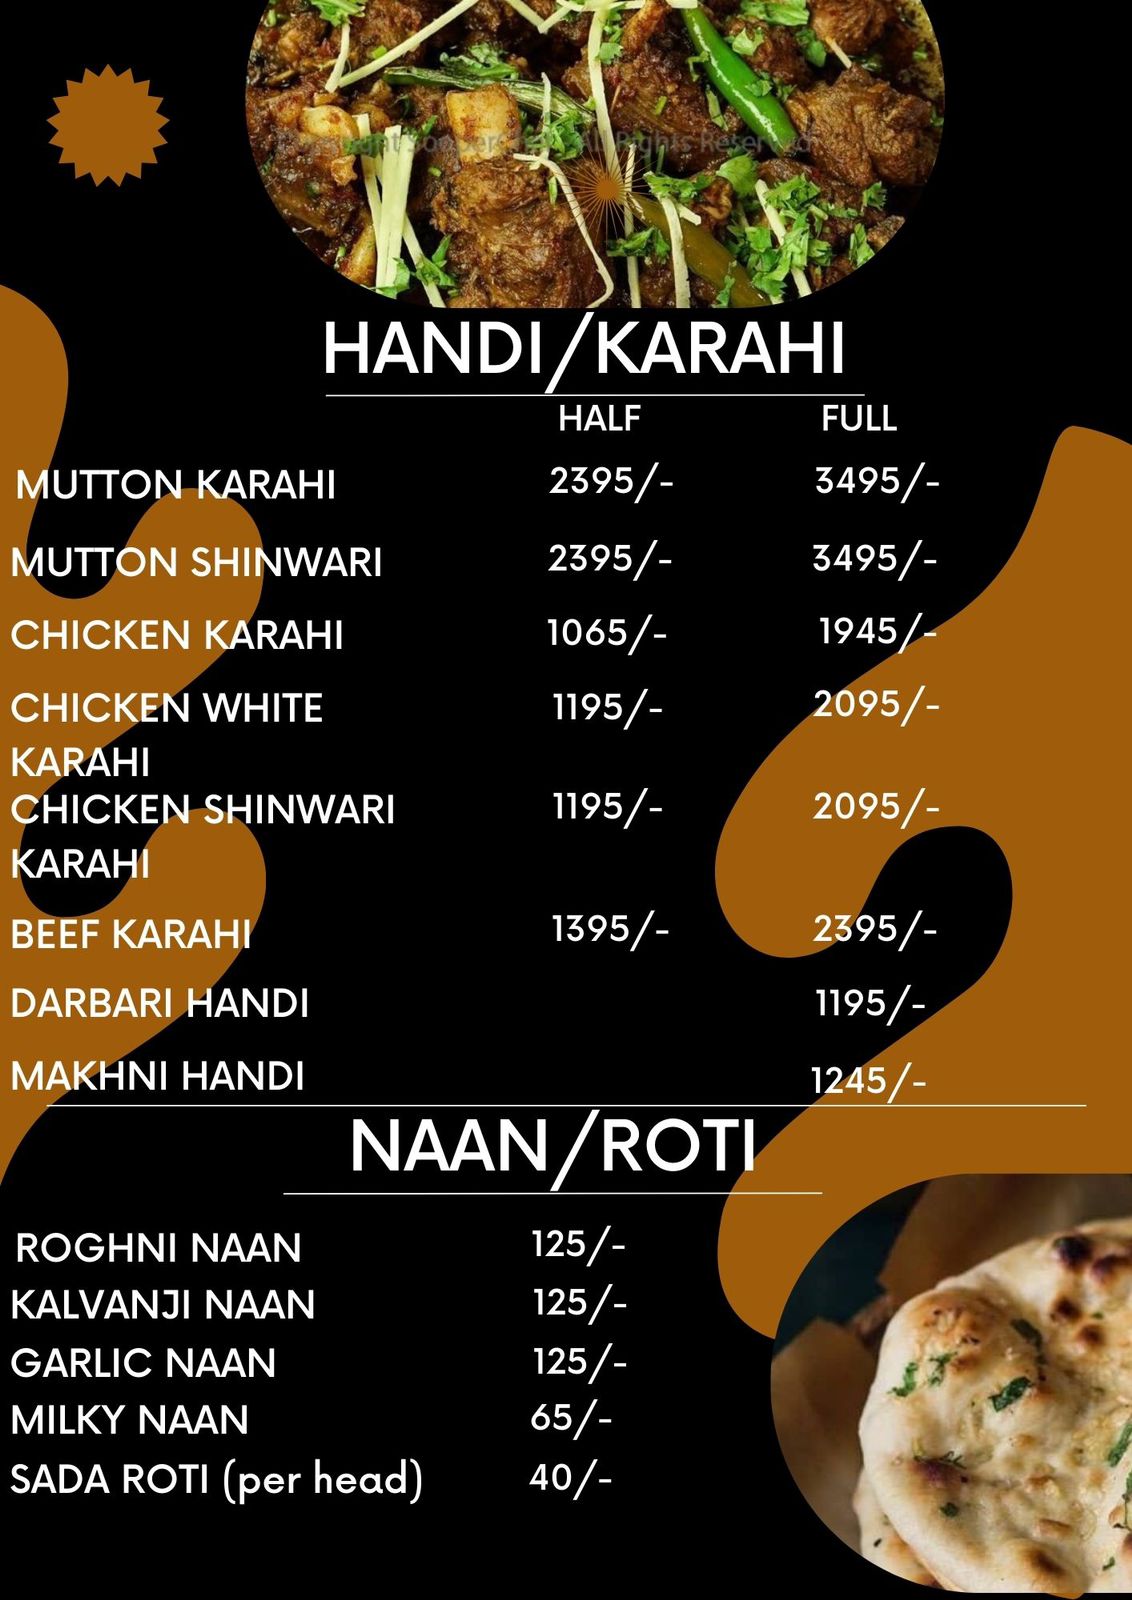 All Rights Reserved
HANDI/KARAHI
HALF FULL
MUTTON KARAHI 2395/- 3495/-
MUTTON SHINWARI 2395/- 3495/-
CHICKEN KARAHI 1065/- 1945/-
CHICKEN WHITE 1195/- 2095/-
KARAHI
CHICKEN SHINWARI 1195/- 2095/-
KARAHI
BEEF KARAHI 1395/- 2395/-
DARBARI HANDI 1195/-
MAKHNI HANDI 1245/-
NAAN/ROTI
ROGHNI NAAN 125/-
KALVANJI NAAN 125/-
GARLIC NAAN 125/-
MILKY NAAN 65/-
SADA ROTI (per head) 40/-